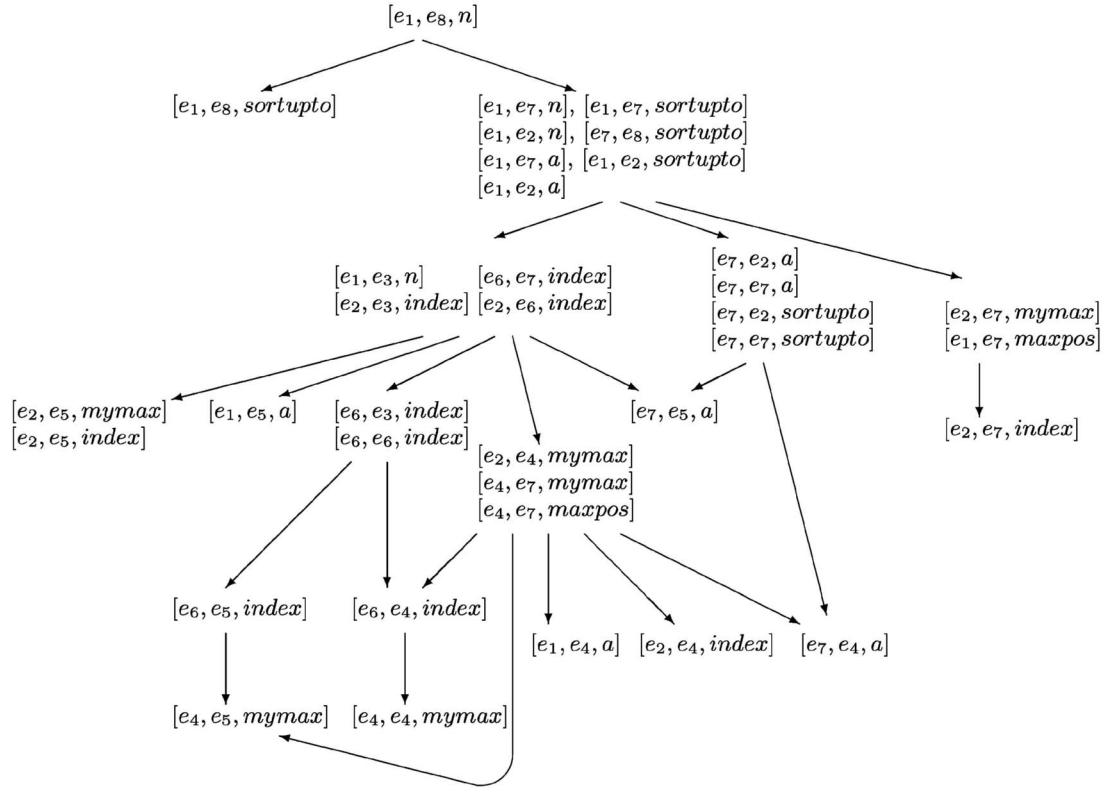 [e₁, e₈, n]
[e₁, e₈, sortupto]
[e₁, e₇, n], [e₁, e₇, sortupto]
[e₁, e₂, n], [e₇, e₈, sortupto]
[e₁, e₇, a], [e₁, e₂, sortupto]
[e₁, e₂, a]
[e₁, e₃, n] [e₆, e₇, index]
[e₂, e₃, index] [e₂, e₆, index]
[e₇, e₂, a]
[e₇, e₇, a]
[e₇, e₂, sortupto]
[e₇, e₇, sortupto]
[e₂, e₇, mymax]
[e₁, e₇, maxpos]
[e₂, e₅, mymax]
[e₂, e₅, index]
[e₁, e₅, a]
[e₆, e₃, index]
[e₆, e₆, index]
[e₇, e₅, a]
[e₂, e₇, index]
[e₂, e₄, mymax]
[e₄, e₇, mymax]
[e₄, e₇, maxpos]
[e₆, e₅, index]
[e₆, e₄, index]
[e₁, e₄, a]
[e₂, e₄, index]
[e₇, e₄, a]
[e₄, e₅, mymax]
[e₄, e₄, mymax]